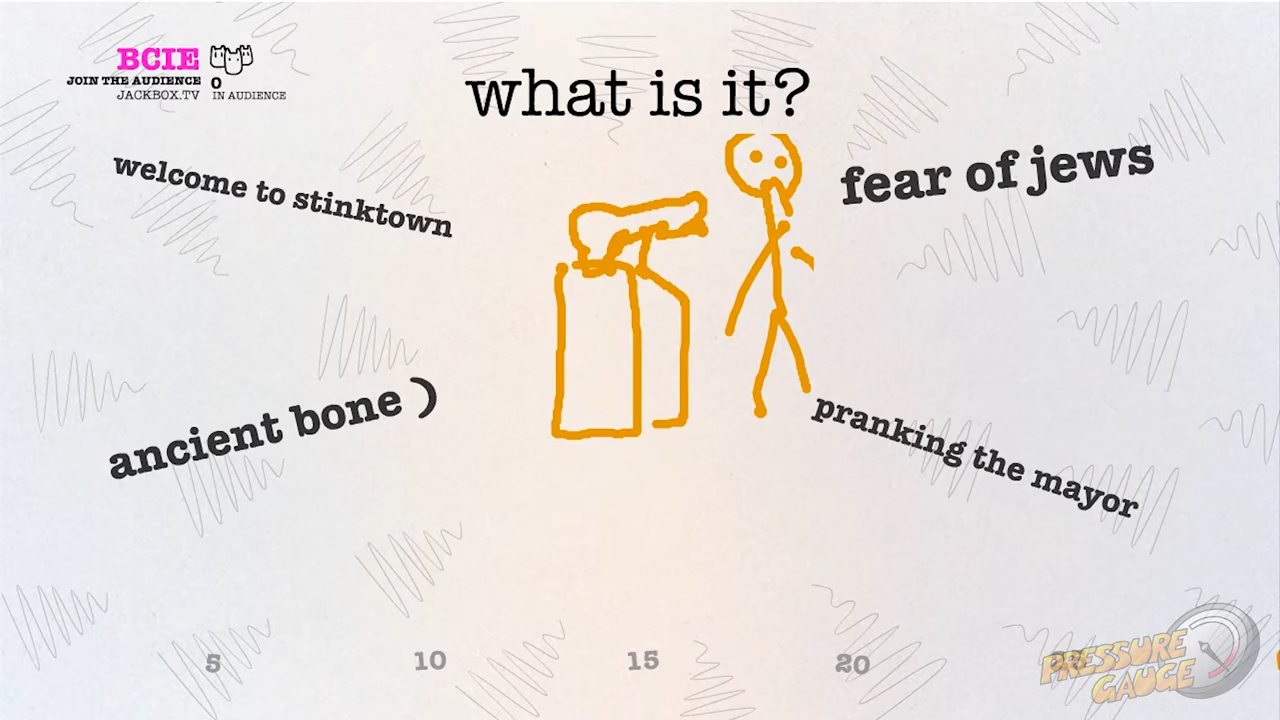 BCIE
JOIN THE AUDIENCE
JACKBOX.TV
0
IN AUDIENCE
what is it?
welcome to stinktown
fear of jews
ancient bone )
pranking the mayor
5
10
15
20
PRESSURE
GAUGE